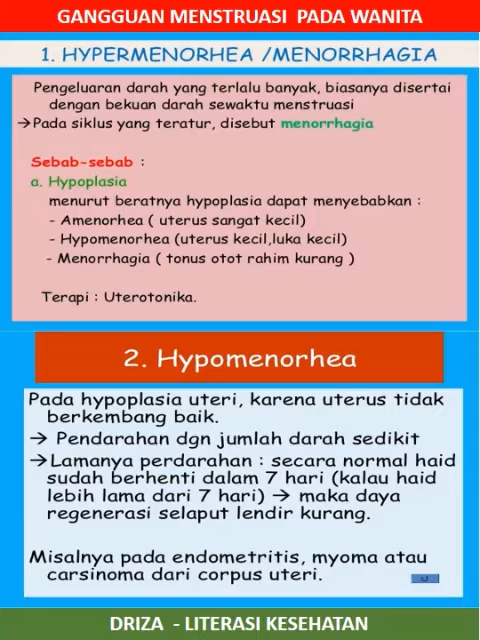 GANGGUAN MENSTRUASI PADA WANITA
1. HYPERMENORHEA /MENORRHAGIA
Pengeluaran darah yang terlalu banyak, biasanya disertai
dengan bekuan darah sewaktu menstruasi
→Pada siklus yang teratur, disebut menorrhagia
Sebab-sebab :
a. Hypoplasia
menurut beratnya hypoplasia dapat menyebabkan :
- Amenorhea ( uterus sangat kecil)
- Hypomenorhea (uterus kecil,luka kecil)
- Menorrhagia ( tonus otot rahim kurang )
Terapi : Uterotonika.
2. Hypomenorhea
Pada hypoplasia uteri, karena uterus tidak
berkembang baik.
→ Pendarahan dgn jumlah darah sedikit
→Lamanya perdarahan : secara normal haid
sudah berhenti dalam 7 hari (kalau haid
lebih lama dari 7 hari) → maka daya
regenerasi selaput lendir kurang.
Misalnya pada endometritis, myoma atau
carsinoma dari corpus uteri.
DRIZA - LITERASI KESEHATAN